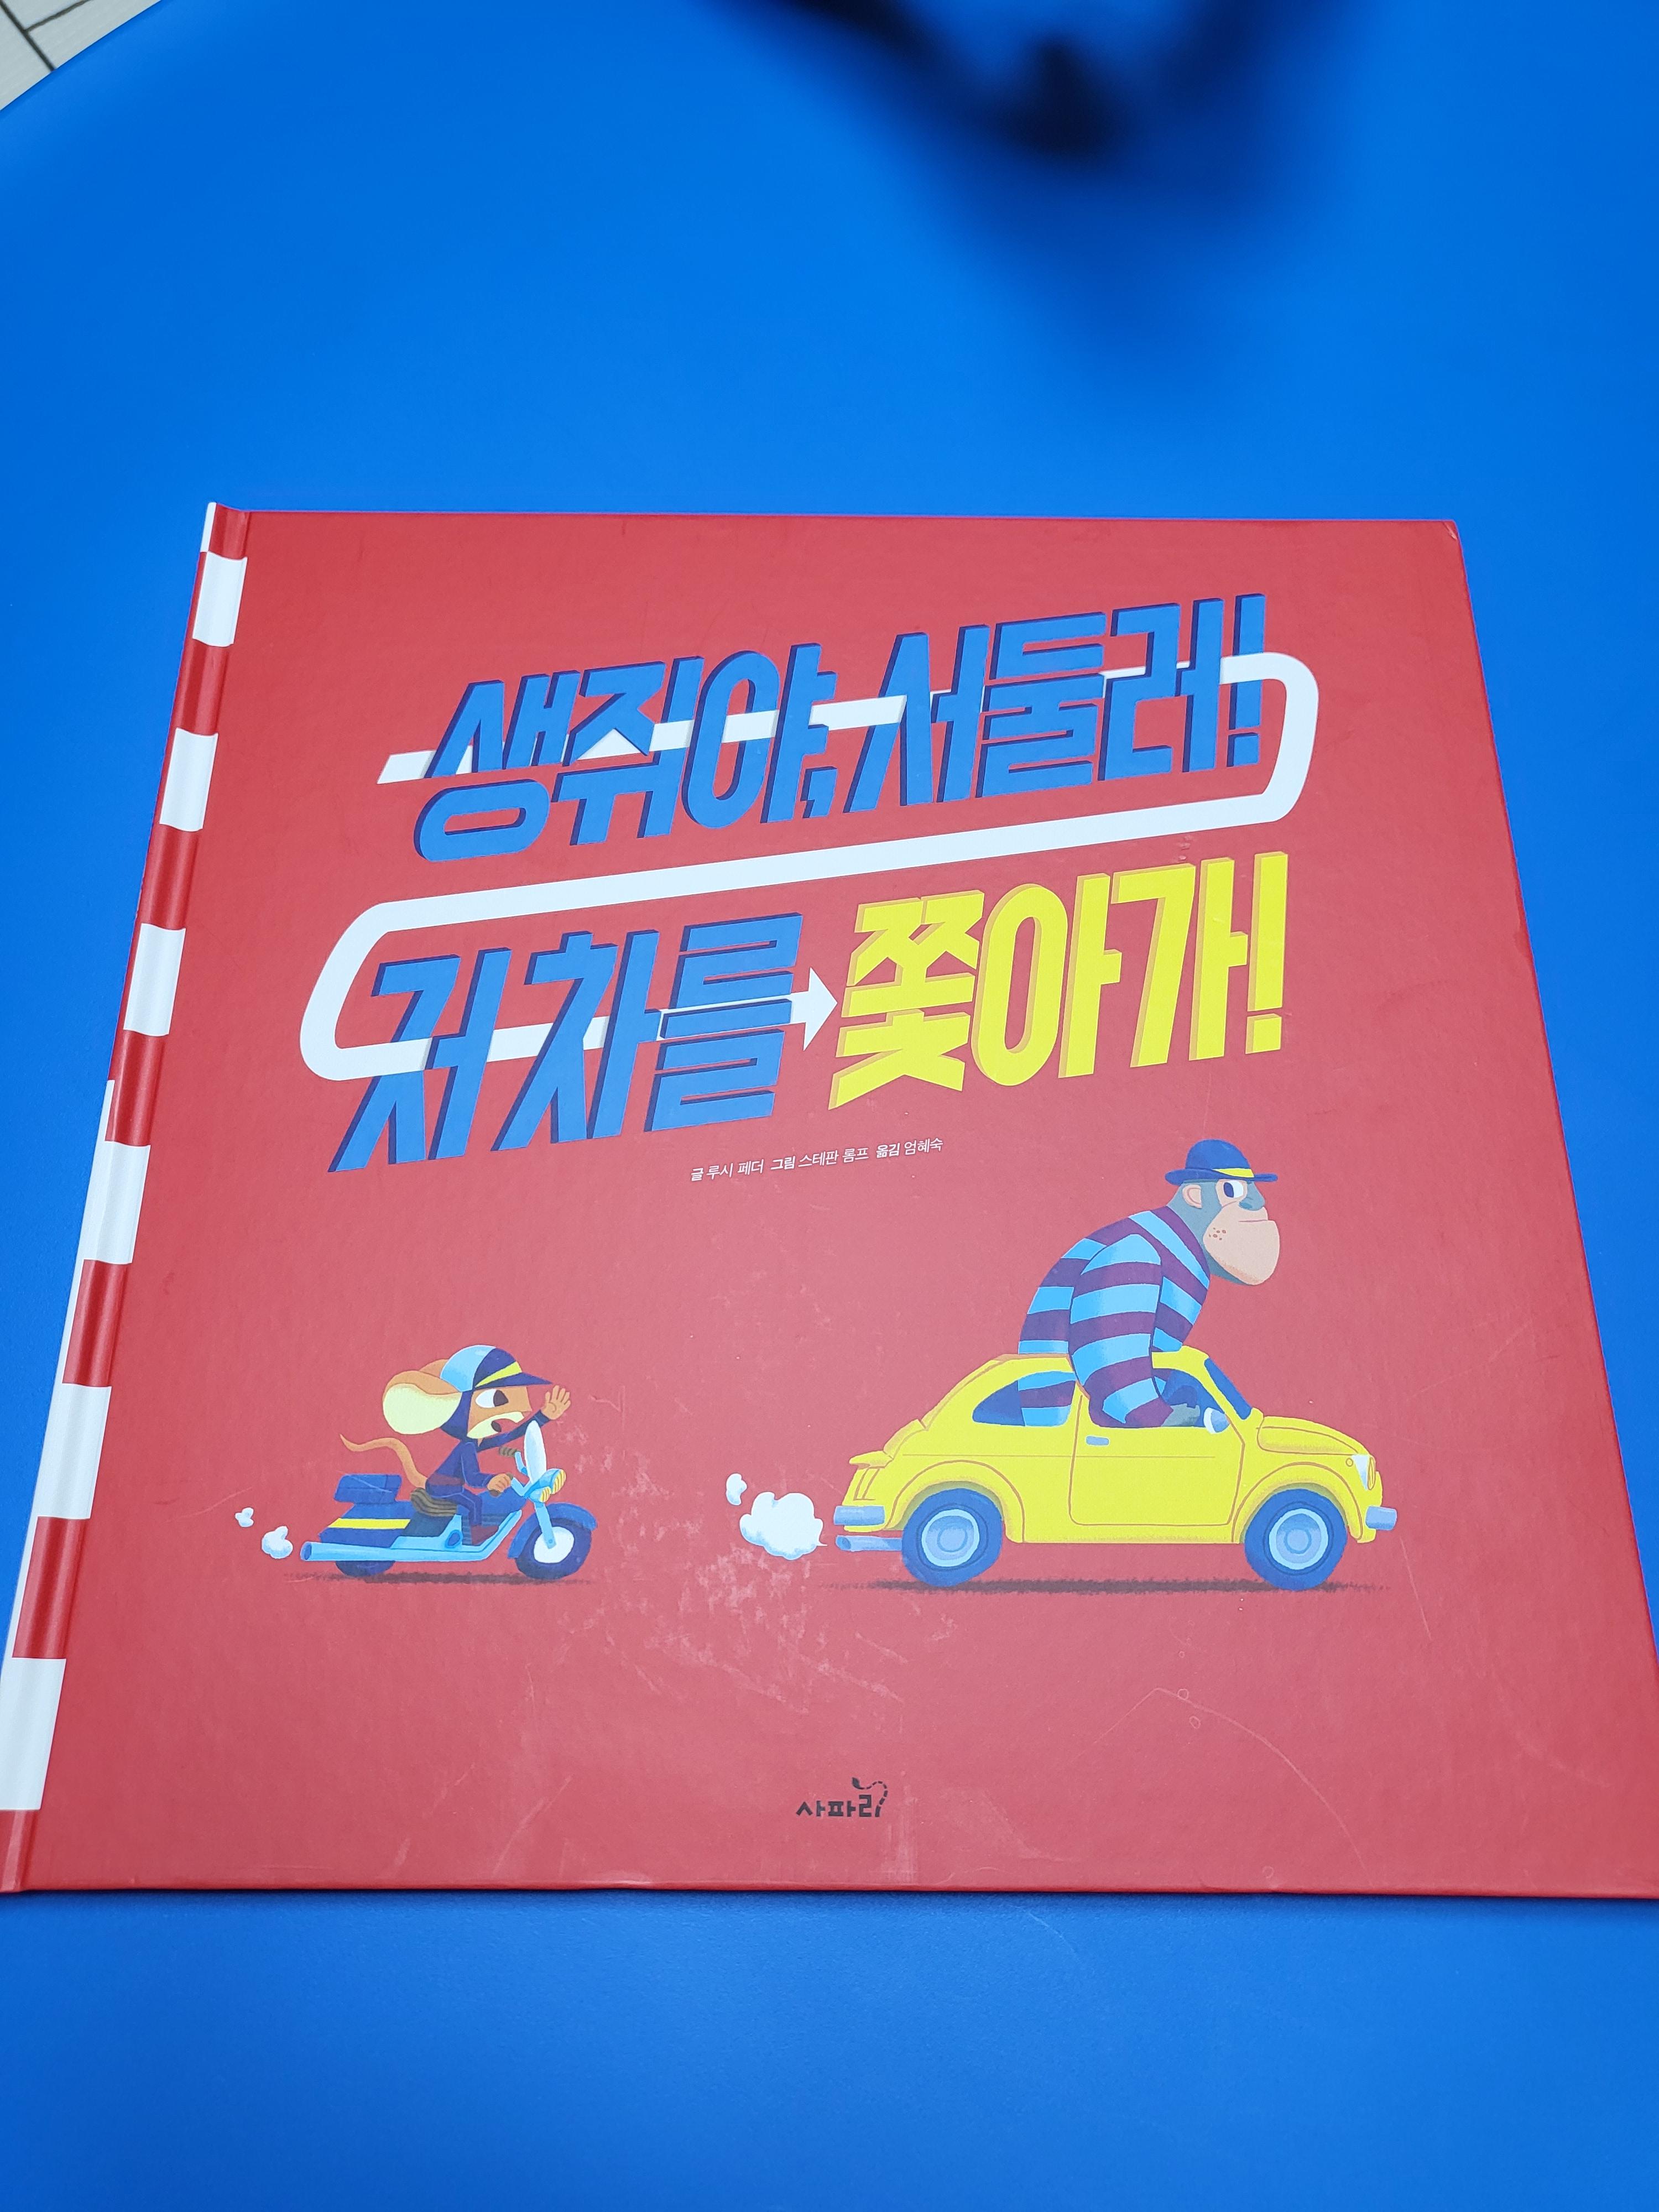 생쥐야, 서둘러!
저 차를 쫓아가!
글 루시 페더 그림 스테판 롬프 옮김 엄혜숙
사파리